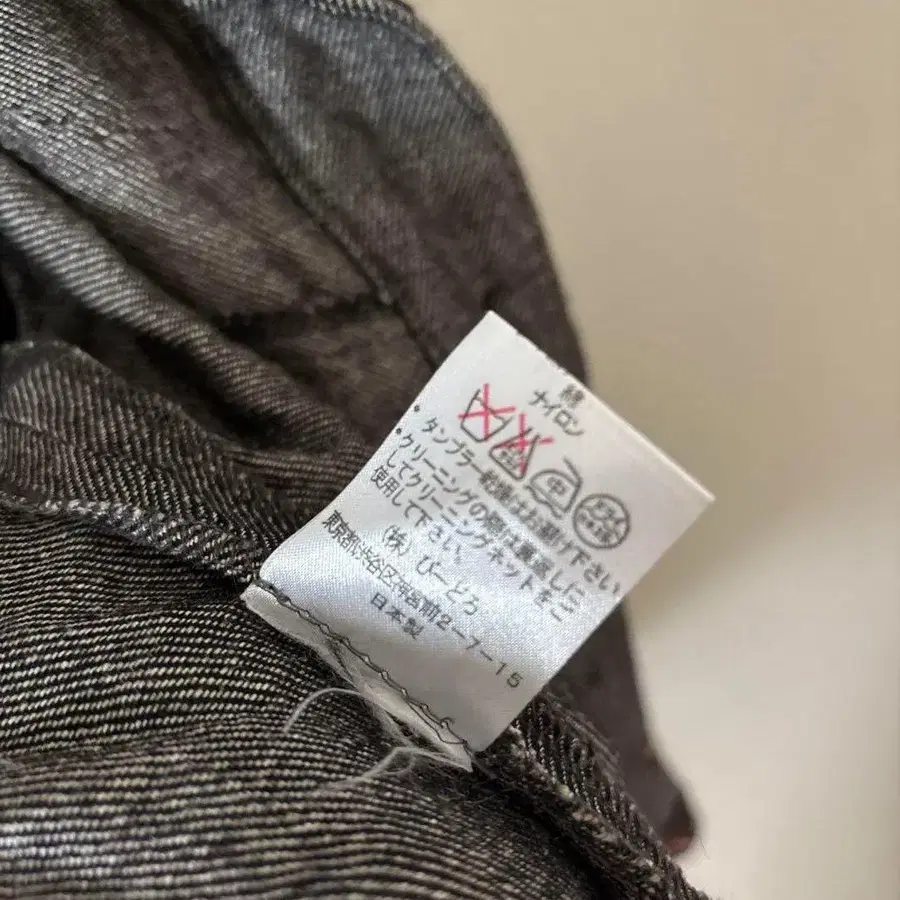 綿
ナイロン
中
・タンブラー乾燥はお避け下さい
・クリーニングの際は裏返しに
してクリーニングネットをご
使用して下さい。
(株) びーどろ
東京都渋谷区神宮前2-7-15
日本製